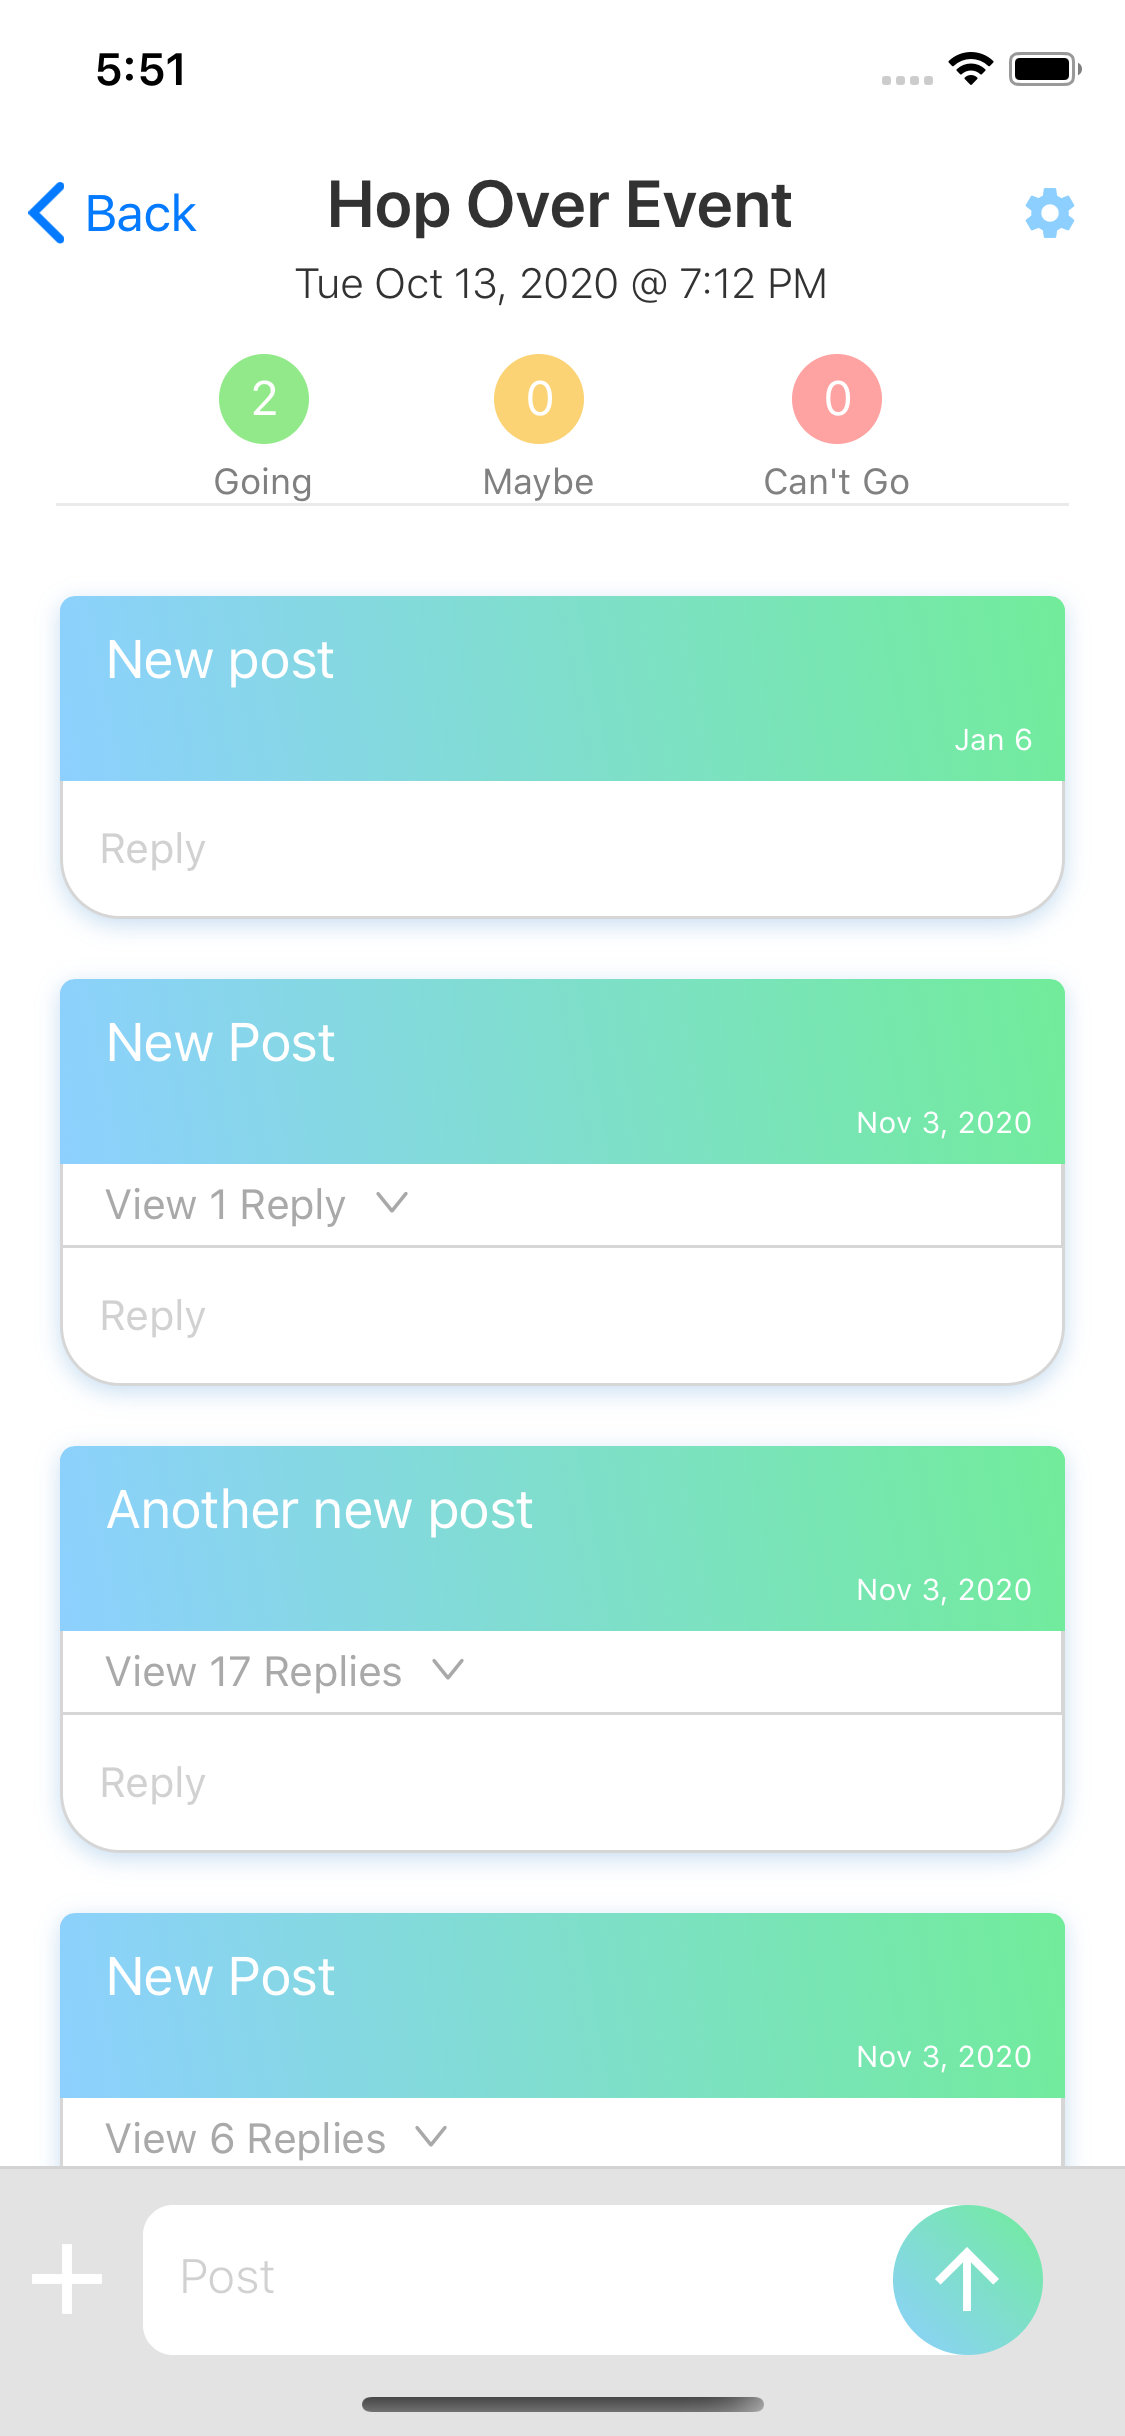 5:51
Back
Hop Over Event
Tue Oct 13, 2020 @ 7:12 PM
2 0 0
Going Maybe Can't Go
New post
Jan 6
Reply
New Post
Nov 3, 2020
View 1 Reply
Reply
Another new post
Nov 3, 2020
View 17 Replies
Reply
New Post
Nov 3, 2020
View 6 Replies
Post